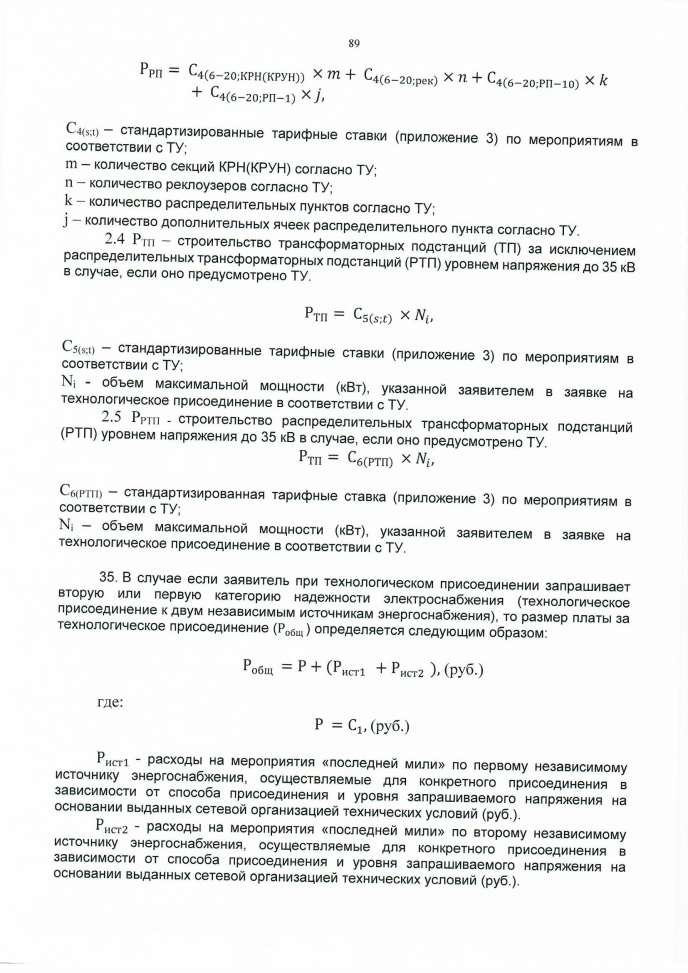 89
Р_РП = С_4(6−20;КРН(КРУН)) × m + С_4(6−20;рек) × n + С_4(6−20;РП−10) × k
+ С_4(6−20;РП−1) × j,
С_4(s;t) – стандартизированные тарифные ставки (приложение 3) по мероприятиям в
соответствии с ТУ;
m – количество секций КРН(КРУН) согласно ТУ;
n – количество реклоузеров согласно ТУ;
k – количество распределительных пунктов согласно ТУ;
j – количество дополнительных ячеек распределительного пункта согласно ТУ.
2.4 Р_ТП – строительство трансформаторных подстанций (ТП) за исключением
распределительных трансформаторных подстанций (РТП) уровнем напряжения до 35 кВ
в случае, если оно предусмотрено ТУ.
Р_ТП = С_5(s;t) × N_i,
С_5(s;t) – стандартизированные тарифные ставки (приложение 3) по мероприятиям в
соответствии с ТУ;
N_i - объем максимальной мощности (кВт), указанной заявителем в заявке на
технологическое присоединение в соответствии с ТУ.
2.5 Р_РТП - строительство распределительных трансформаторных подстанций
(РТП) уровнем напряжения до 35 кВ в случае, если оно предусмотрено ТУ.
Р_ТП = С_6(РТП) × N_i,
С_6(РТП) – стандартизированная тарифные ставка (приложение 3) по мероприятиям в
соответствии с ТУ;
N_i – объем максимальной мощности (кВт), указанной заявителем в заявке на
технологическое присоединение в соответствии с ТУ.
35. В случае если заявитель при технологическом присоединении запрашивает
вторую или первую категорию надежности электроснабжения (технологическое
присоединение к двум независимым источникам энергоснабжения), то размер платы за
технологическое присоединение (Р_общ) определяется следующим образом:
Р_общ = Р + (Р_ист1 + Р_ист2), (руб.)
где:
Р = С_1, (руб.)
Р_ист1 - расходы на мероприятия «последней мили» по первому независимому
источнику энергоснабжения, осуществляемые для конкретного присоединения в
зависимости от способа присоединения и уровня запрашиваемого напряжения на
основании выданных сетевой организацией технических условий (руб.).
Р_ист2 - расходы на мероприятия «последней мили» по второму независимому
источнику энергоснабжения, осуществляемые для конкретного присоединения в
зависимости от способа присоединения и уровня запрашиваемого напряжения на
основании выданных сетевой организацией технических условий (руб.).